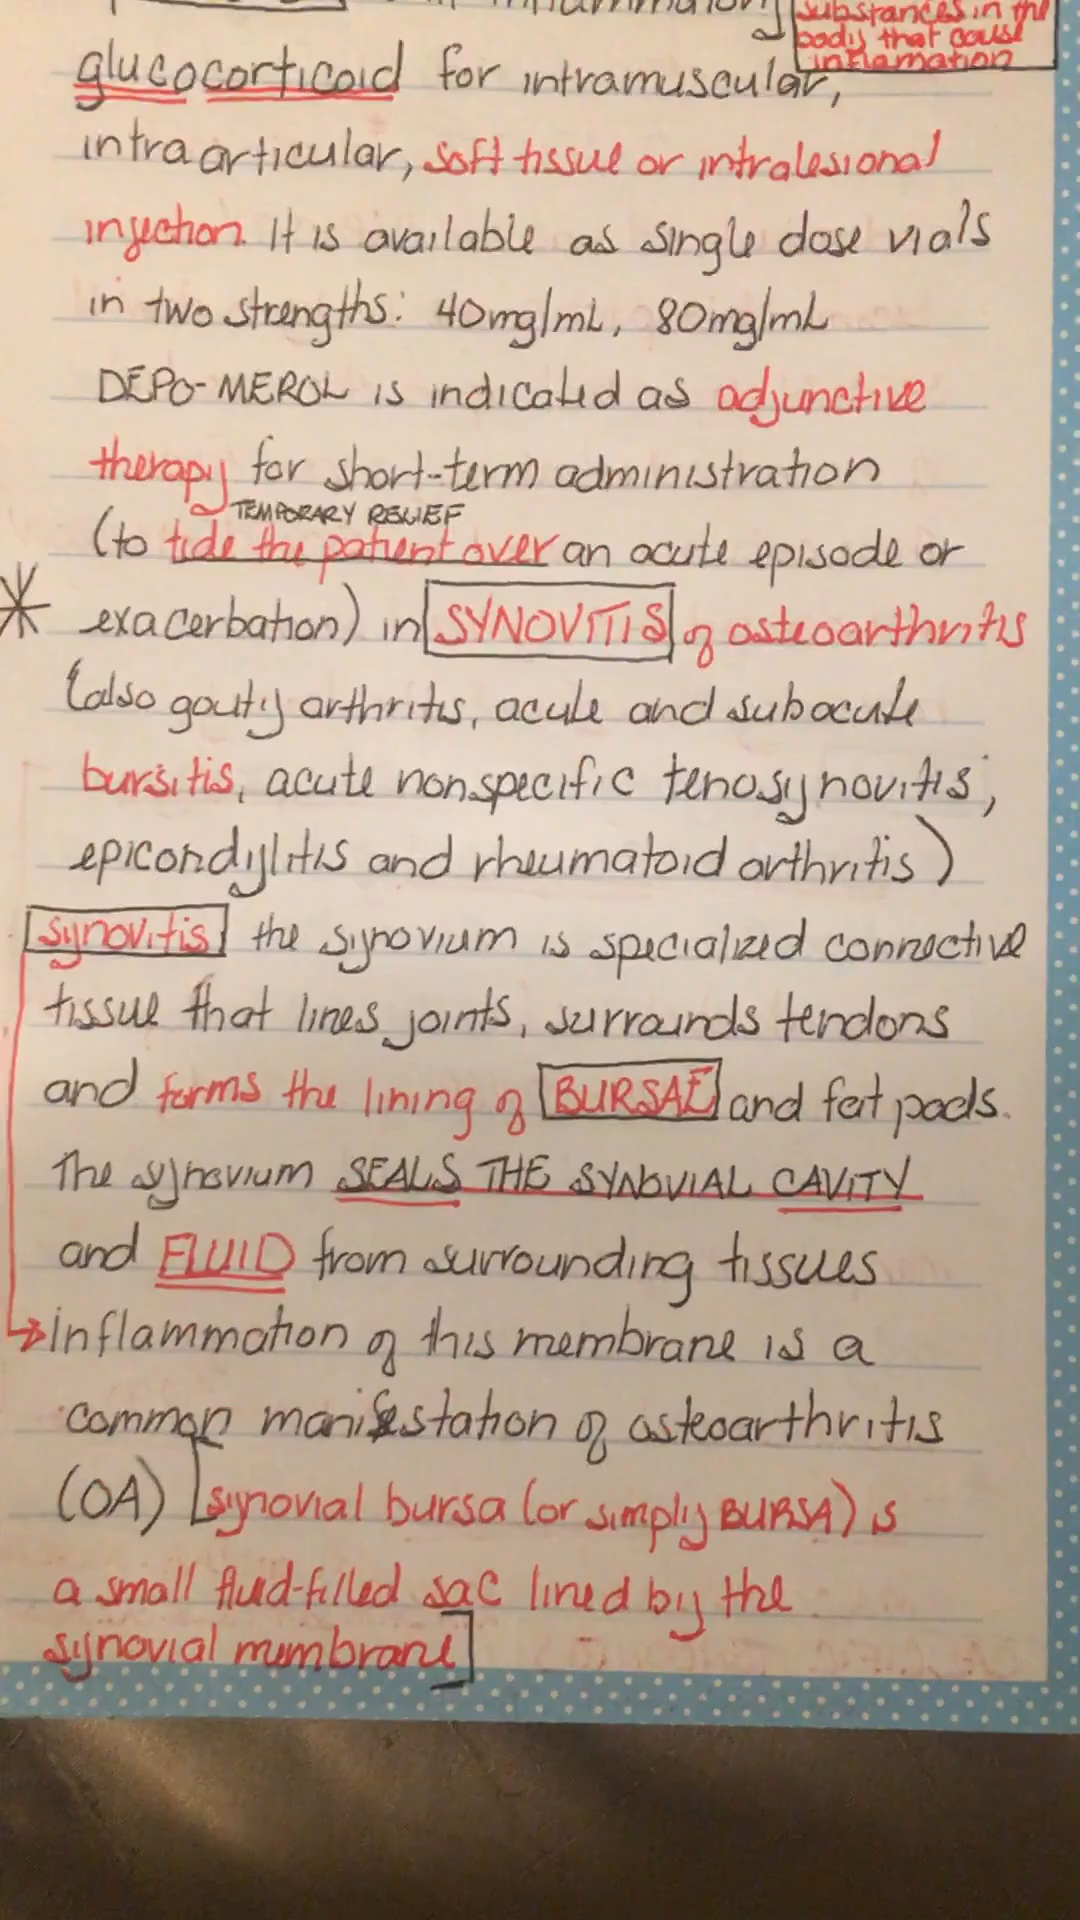 inflammatory
substances in the
body that cause
inflamation
glucocorticoid for intramuscular,
intraarticular, soft tissue or intralesional
injection. It is available as single dose vials
in two strengths: 40mg/mL, 80mg/mL
DEPO-MEROL is indicated as adjunctive
therapy for short-term administration
TEMPORARY RELIEF
(to tide the patient over an acute episode or
exacerbation) in SYNOVITIS of osteoarthritis
(also gouty arthritis, acute and subacute
bursitis, acute nonspecific tenosynovitis,
epicondylitis and rheumatoid arthritis)
synovitis the synovium is specialized connective
tissue that lines joints, surrounds tendons
and forms the lining of BURSAE and fat pads.
The synovium SEALS THE SYNOVIAL CAVITY
and FLUID from surrounding tissues
Inflammation of this membrane is a
common manifestation of osteoarthritis
(OA) [synovial bursa (or simply BURSA) is
a small fluid-filled sac lined by the
synovial membrane]